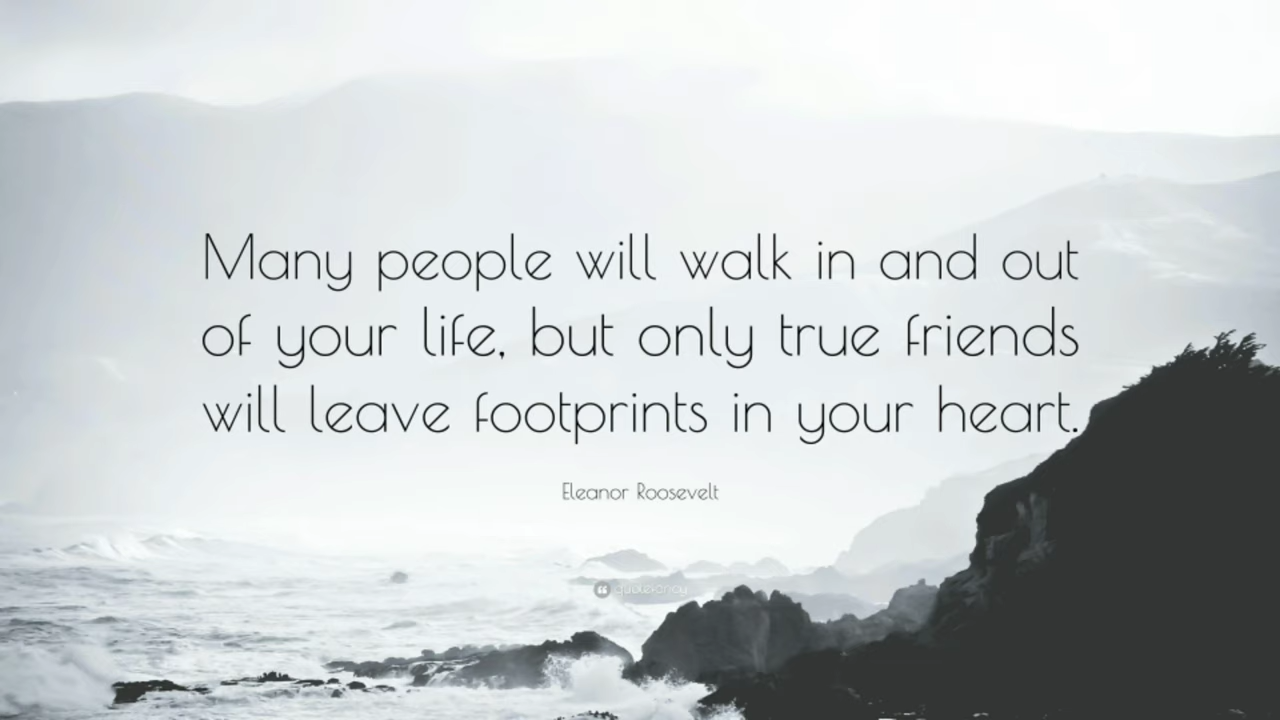 Many people will walk in and out
of your life, but only true friends
will leave footprints in your heart.
Eleanor Roosevelt
quotefancy